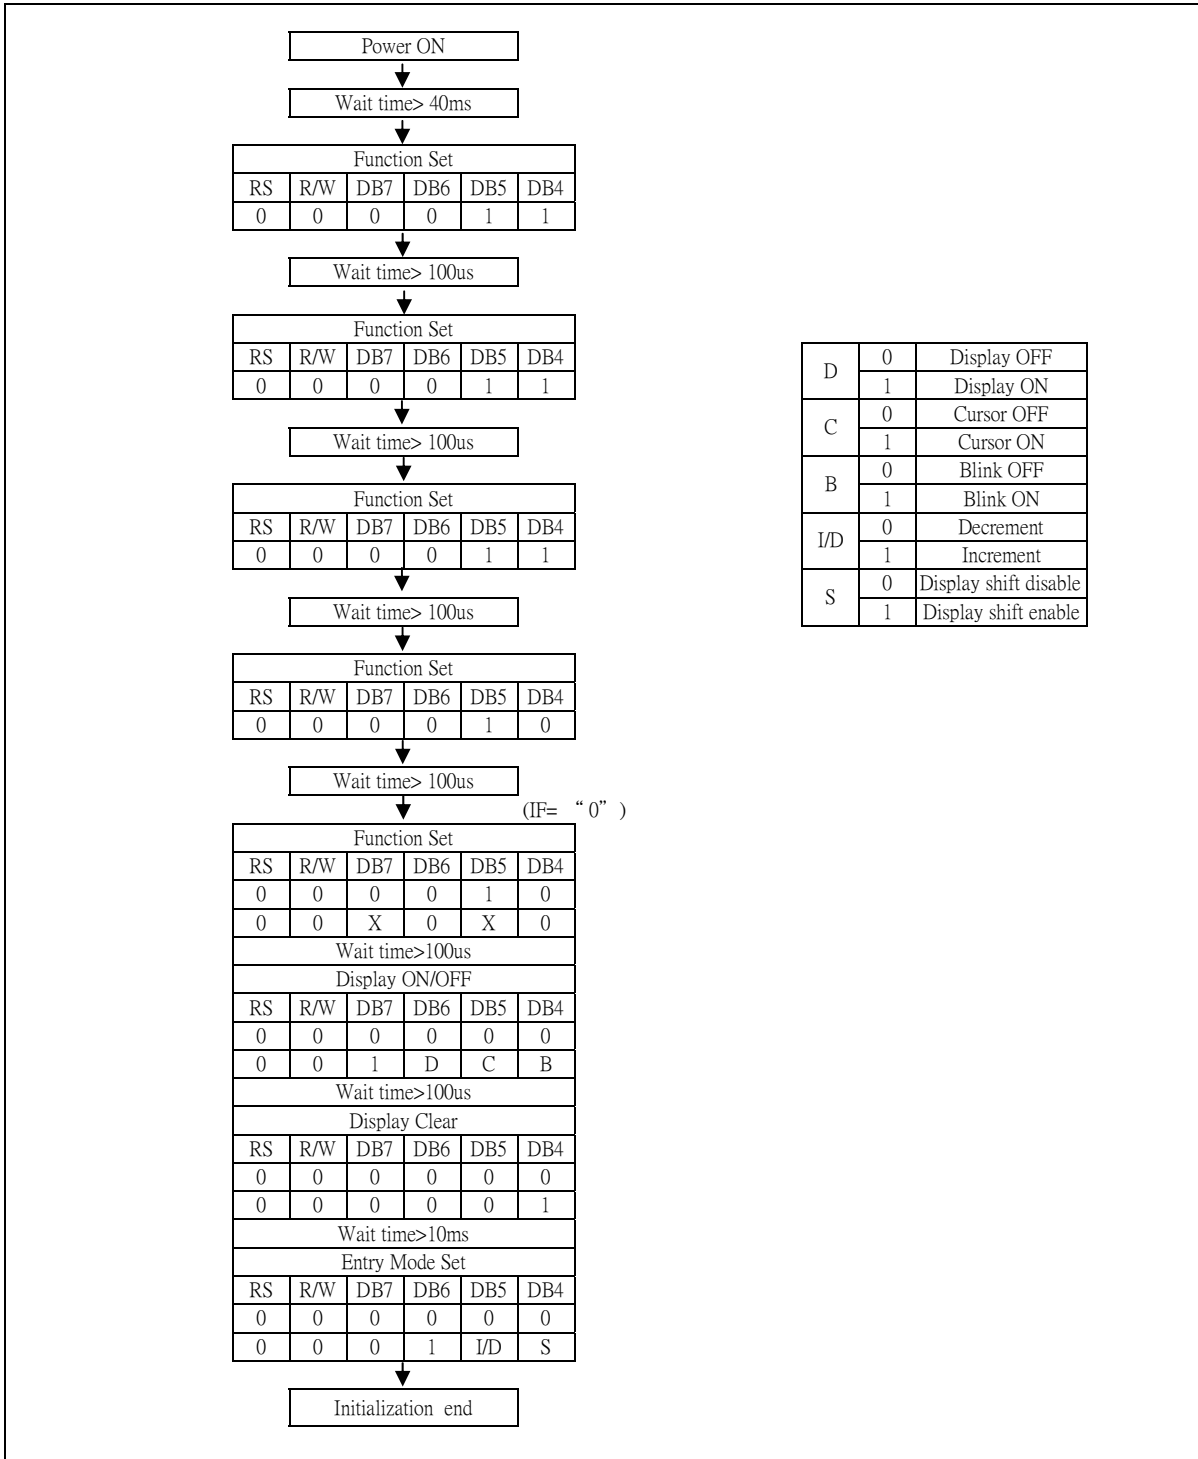 Power ON
Wait time> 40ms
Function Set
RS R/W DB7 DB6 DB5 DB4
0 0 0 0 1 1
Wait time> 100us
Function Set
RS R/W DB7 DB6 DB5 DB4
0 0 0 0 1 1
Wait time> 100us
Function Set
RS R/W DB7 DB6 DB5 DB4
0 0 0 0 1 1
Wait time> 100us
Function Set
RS R/W DB7 DB6 DB5 DB4
0 0 0 0 1 0
Wait time> 100us
(IF= “0”)
Function Set
RS R/W DB7 DB6 DB5 DB4
0 0 0 0 1 0
0 0 X 0 X 0
Wait time>100us
Display ON/OFF
RS R/W DB7 DB6 DB5 DB4
0 0 0 0 0 0
0 0 1 D C B
Wait time>100us
Display Clear
RS R/W DB7 DB6 DB5 DB4
0 0 0 0 0 0
0 0 0 0 0 1
Wait time>10ms
Entry Mode Set
RS R/W DB7 DB6 DB5 DB4
0 0 0 0 0 0
0 0 0 1 I/D S
Initialization end
D
0 Display OFF
1 Display ON
C
0 Cursor OFF
1 Cursor ON
B
0 Blink OFF
1 Blink ON
I/D
0 Decrement
1 Increment
S
0 Display shift disable
1 Display shift enable